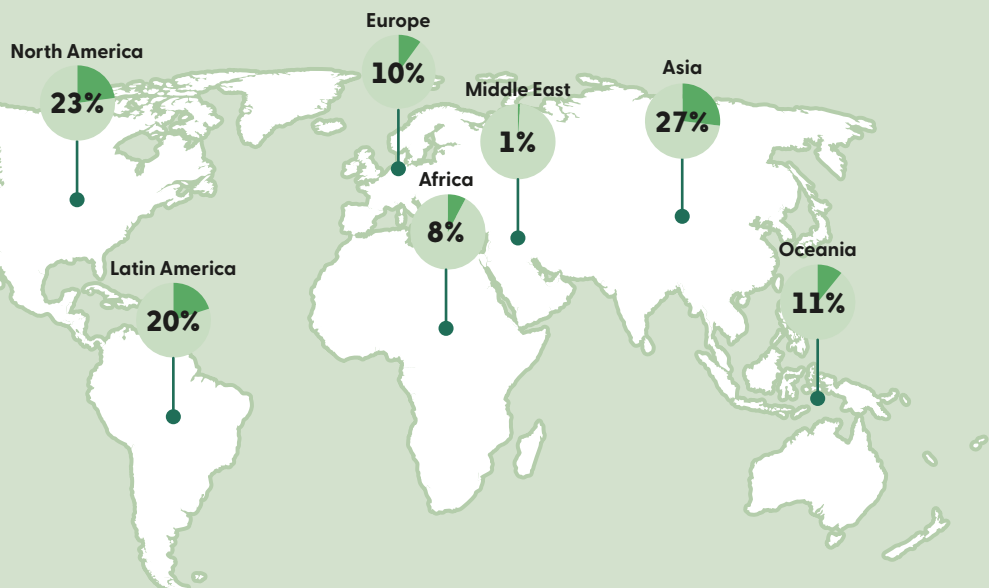 Europe
10%
North America
23%
Asia
27%
Middle East
1%
Africa
8%
Oceania
11%
Latin America
20%